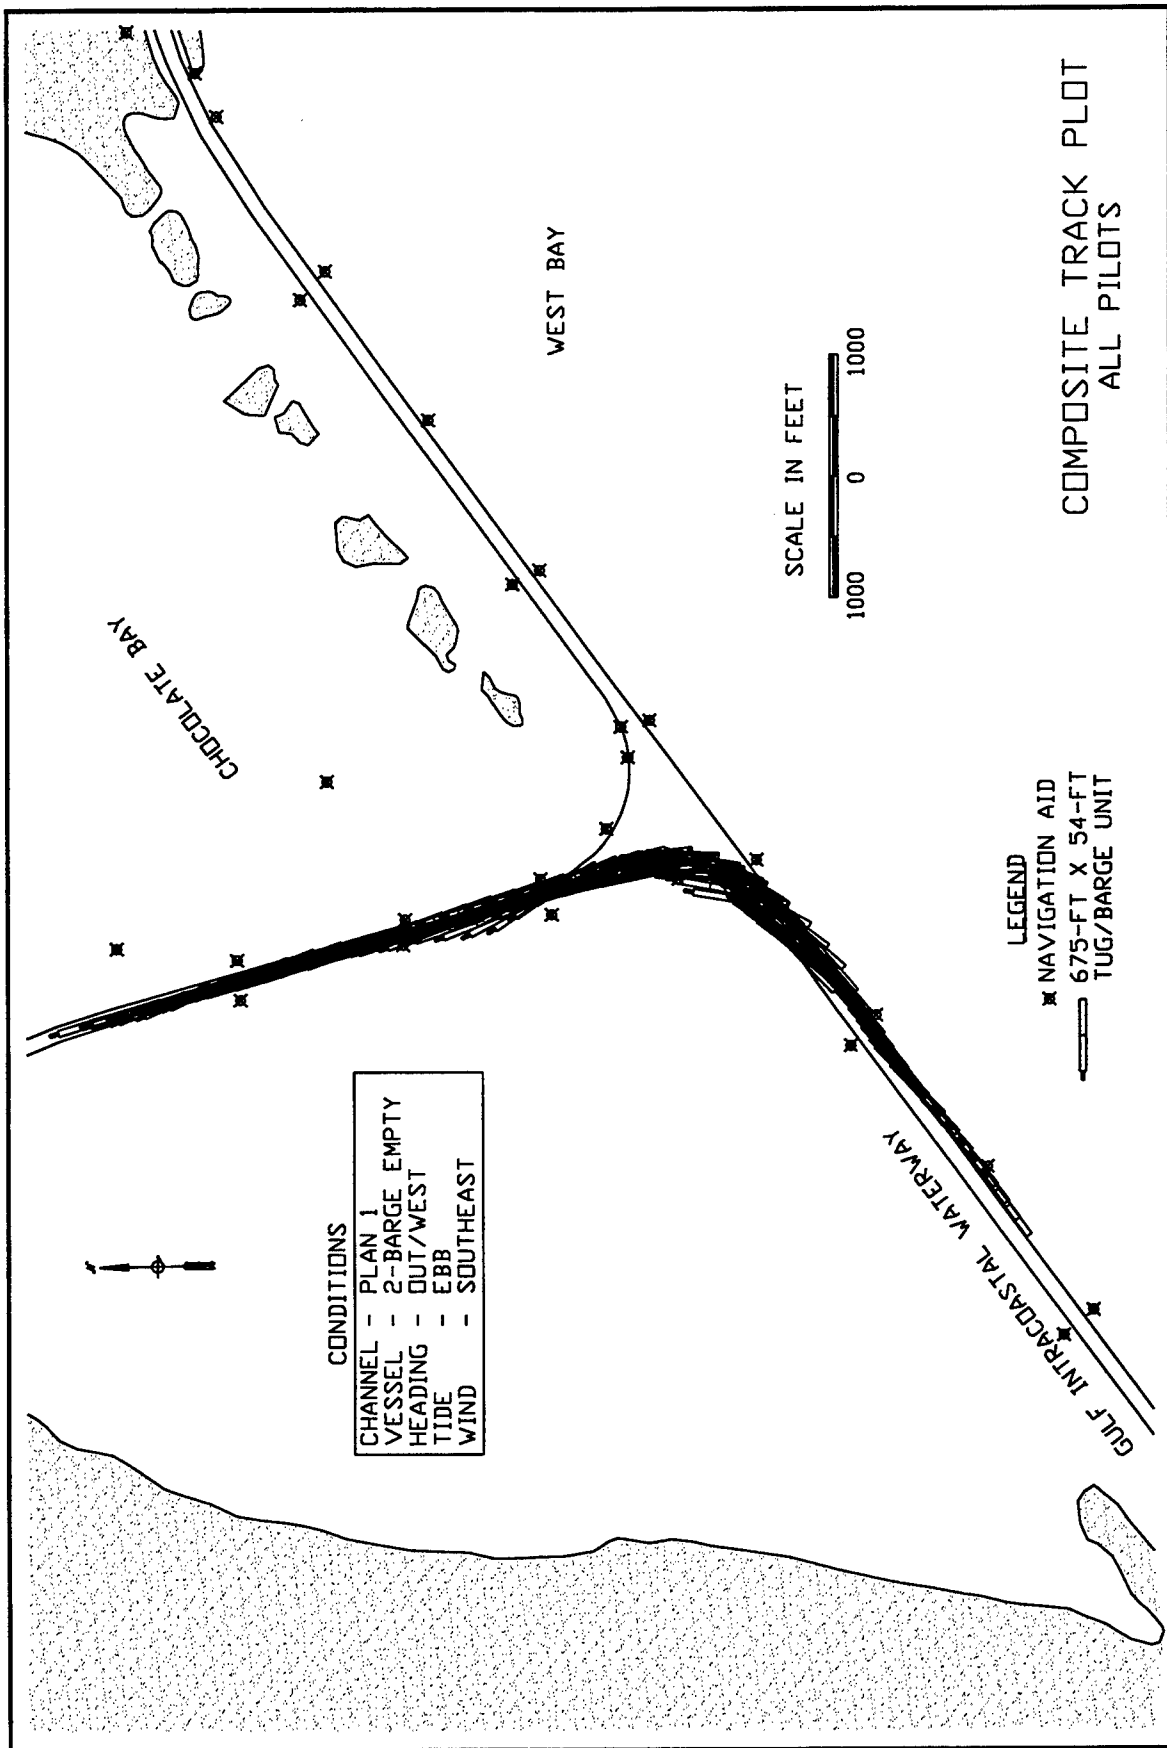 CHOCOLATE BAY
WEST BAY
CONDITIONS
CHANNEL - PLAN 1
VESSEL - 2-BARGE EMPTY
HEADING - OUT/WEST
TIDE - EBB
WIND - SOUTHEAST
SCALE IN FEET
1000 0 1000
GULF INTRACOASTAL WATERWAY
LEGEND
NAVIGATION AID
675-FT X 54-FT
TUG/BARGE UNIT
COMPOSITE TRACK PLOT
ALL PILOTS
N